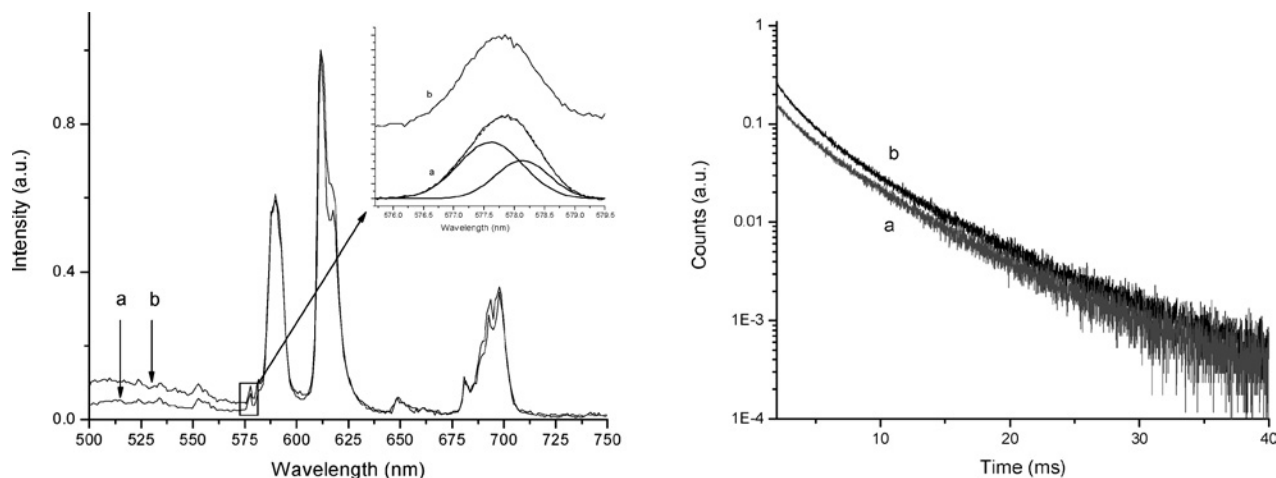 0.8
0.4
0.0
Intensity (a.u.)
a b
500 525 550 575 600 625 650 675 700 725 750
Wavelength (nm)
b
a
576.0 576.5 577.0 577.5 578.0 578.5 579.0 579.5
Wavelength (nm)
1
0.1
0.01
1E-3
1E-4
Counts (a.u.)
b
a
10 20 30 40
Time (ms)